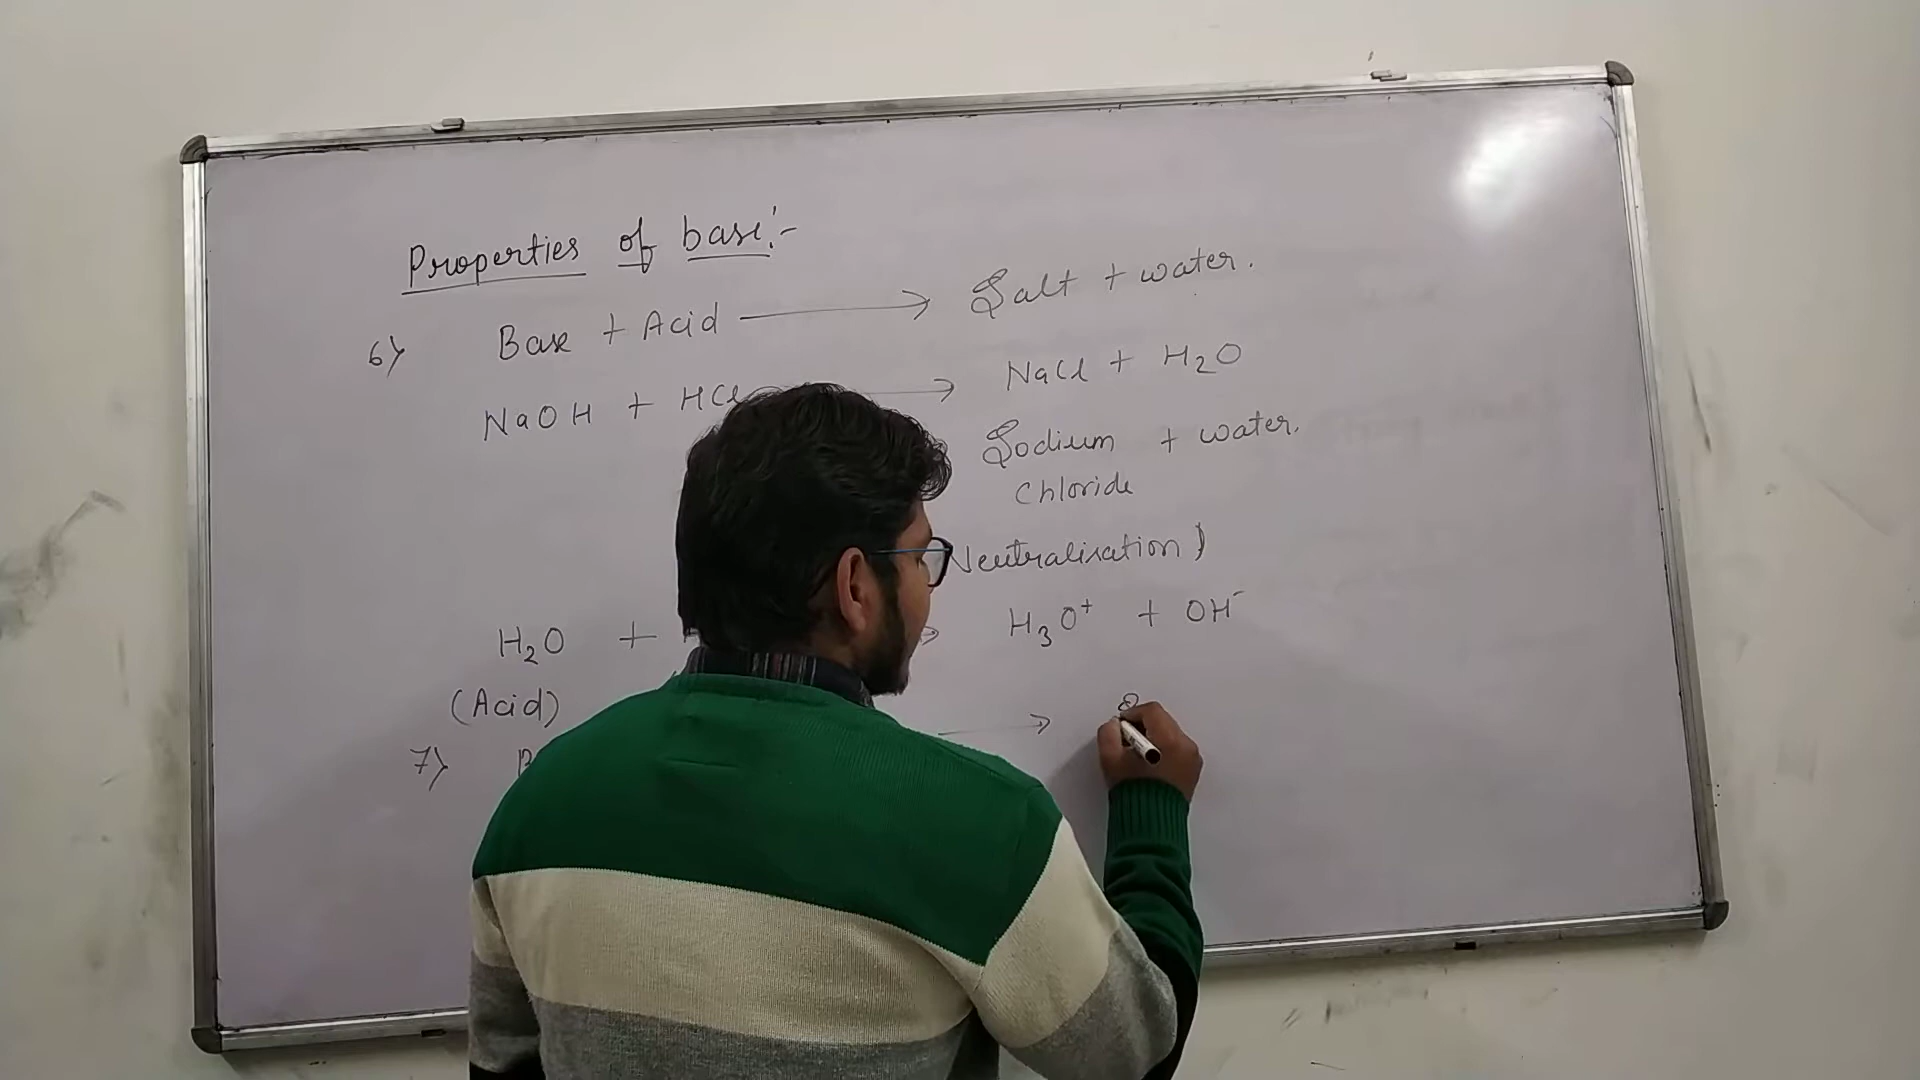 Properties of base:-
6) Base + Acid ⟶ Salt + water.
NaOH + HCl ⟶ NaCl + H₂O
Sodium + water.
Chloride
Neutralisation)
H₂O + → H₃O⁺ + OH⁻
(Acid)
7) ⟶